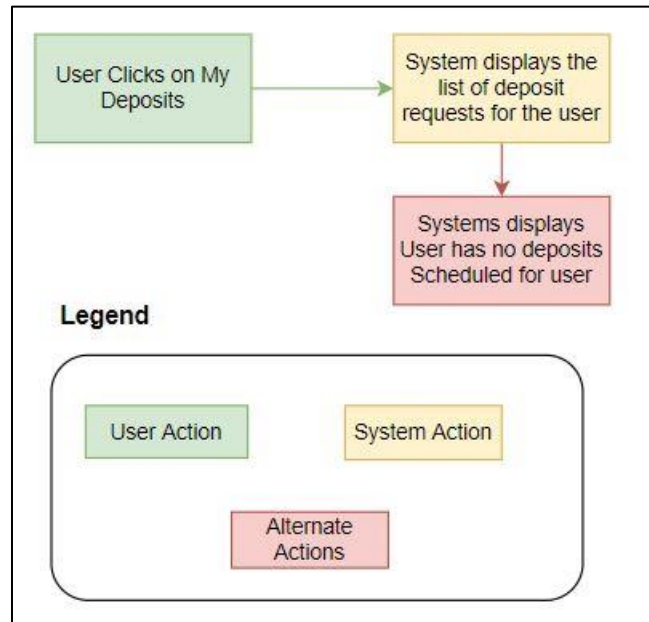 User Clicks on My
Deposits
System displays the
list of deposit
requests for the user
Systems displays
User has no deposits
Scheduled for user
Legend
User Action
System Action
Alternate
Actions